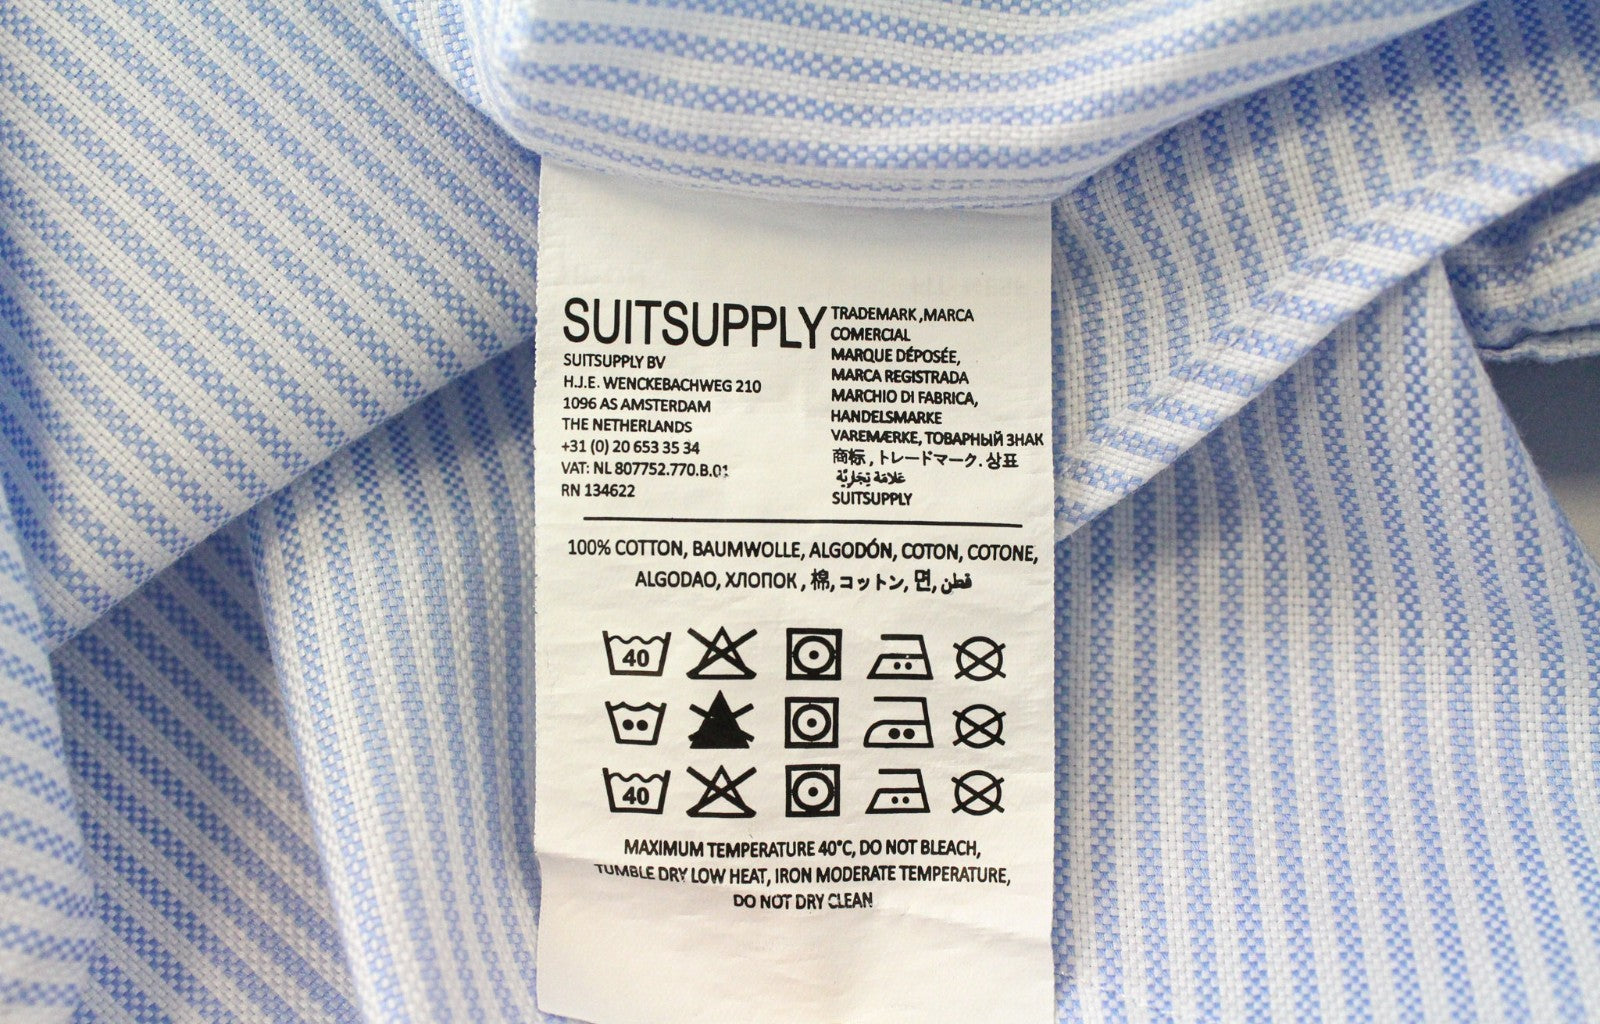 SUITSUPPLY
SUITSUPPLY BV
H.J.E. WENCKEBACHWEG 210
1096 AS AMSTERDAM
THE NETHERLANDS
+31 (0) 20 653 35 34
VAT: NL 807752.770.B.01
RN 134622
TRADEMARK ,MARCA
COMERCIAL
MARQUE DÉPOSÉE,
MARCA REGISTRADA
MARCHIO DI FABRICA,
HANDELSMARKE
VAREMÆRKE, ТОВАРНЫЙ ЗНАК
商标 , トレードマーク. 상표
عَلامَة تِجَارِيَّة
SUITSUPPLY
100% COTTON, BAUMWOLLE, ALGODÓN, COTON, COTONE,
ALGODAO, ХЛОПОК , 棉, コットン, 면, قطن
40
40
MAXIMUM TEMPERATURE 40°C, DO NOT BLEACH,
TUMBLE DRY LOW HEAT, IRON MODERATE TEMPERATURE,
DO NOT DRY CLEAN